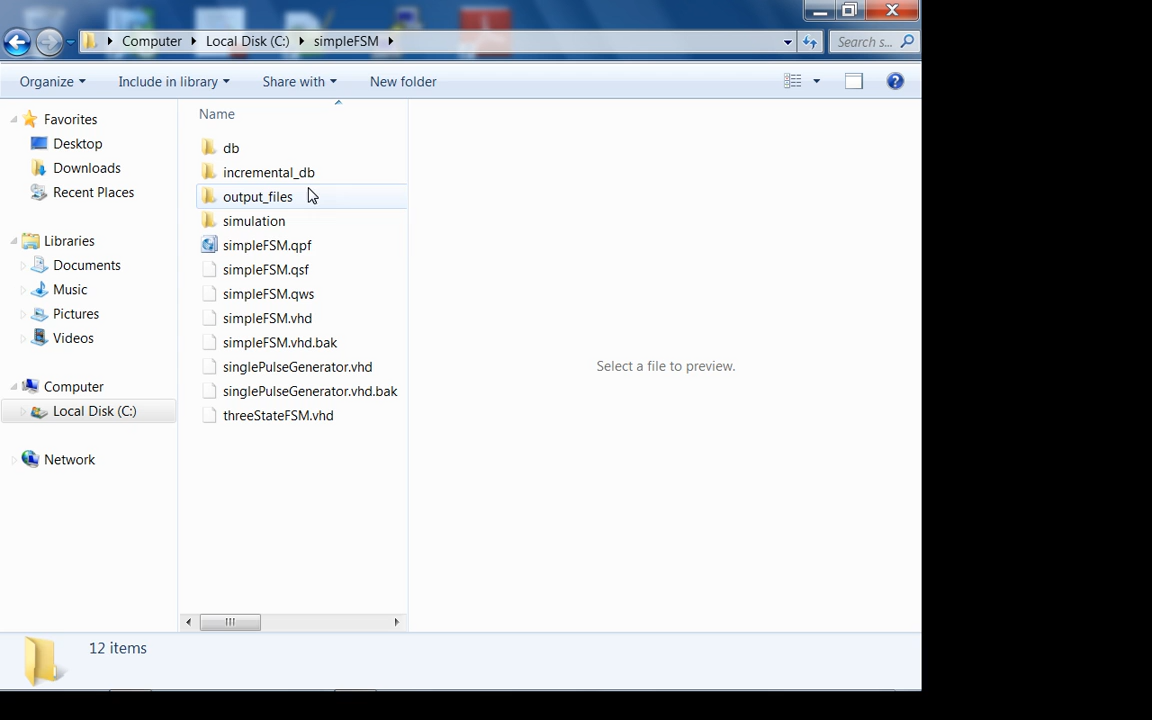 Computer Local Disk (C:) simpleFSM
Search s...
Organize Include in library Share with New folder
Favorites
Desktop
Downloads
Recent Places
Libraries
Documents
Music
Pictures
Videos
Computer
Local Disk (C:)
Network
Name
db
incremental_db
output_files
simulation
simpleFSM.qpf
simpleFSM.qsf
simpleFSM.qws
simpleFSM.vhd
simpleFSM.vhd.bak
singlePulseGenerator.vhd
singlePulseGenerator.vhd.bak
threeStateFSM.vhd
Select a file to preview.
12 items